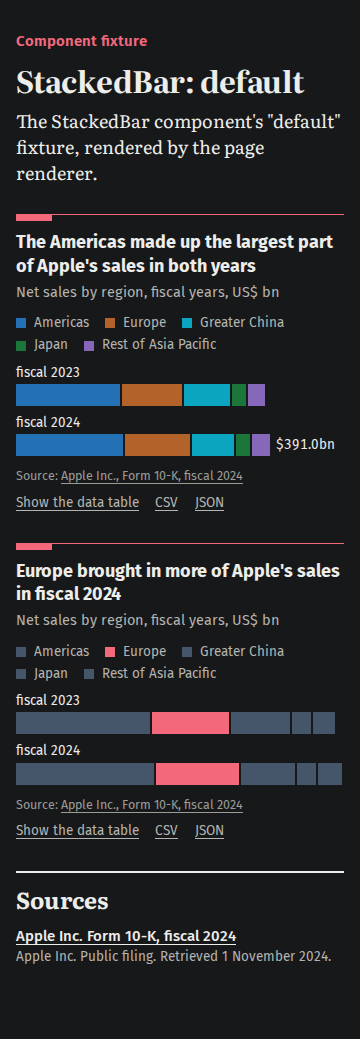 Component fixture
StackedBar: default
The StackedBar component's "default"
fixture, rendered by the page
renderer.
The Americas made up the largest part
of Apple's sales in both years
Net sales by region, fiscal years, US$ bn
Americas Europe Greater China
Japan Rest of Asia Pacific
fiscal 2023
fiscal 2024
$391.0bn
Source: Apple Inc., Form 10-K, fiscal 2024
Show the data table CSV JSON
Europe brought in more of Apple's sales
in fiscal 2024
Net sales by region, fiscal years, US$ bn
Americas Europe Greater China
Japan Rest of Asia Pacific
fiscal 2023
fiscal 2024
Source: Apple Inc., Form 10-K, fiscal 2024
Show the data table CSV JSON
Sources
Apple Inc. Form 10-K, fiscal 2024
Apple Inc. Public filing. Retrieved 1 November 2024.